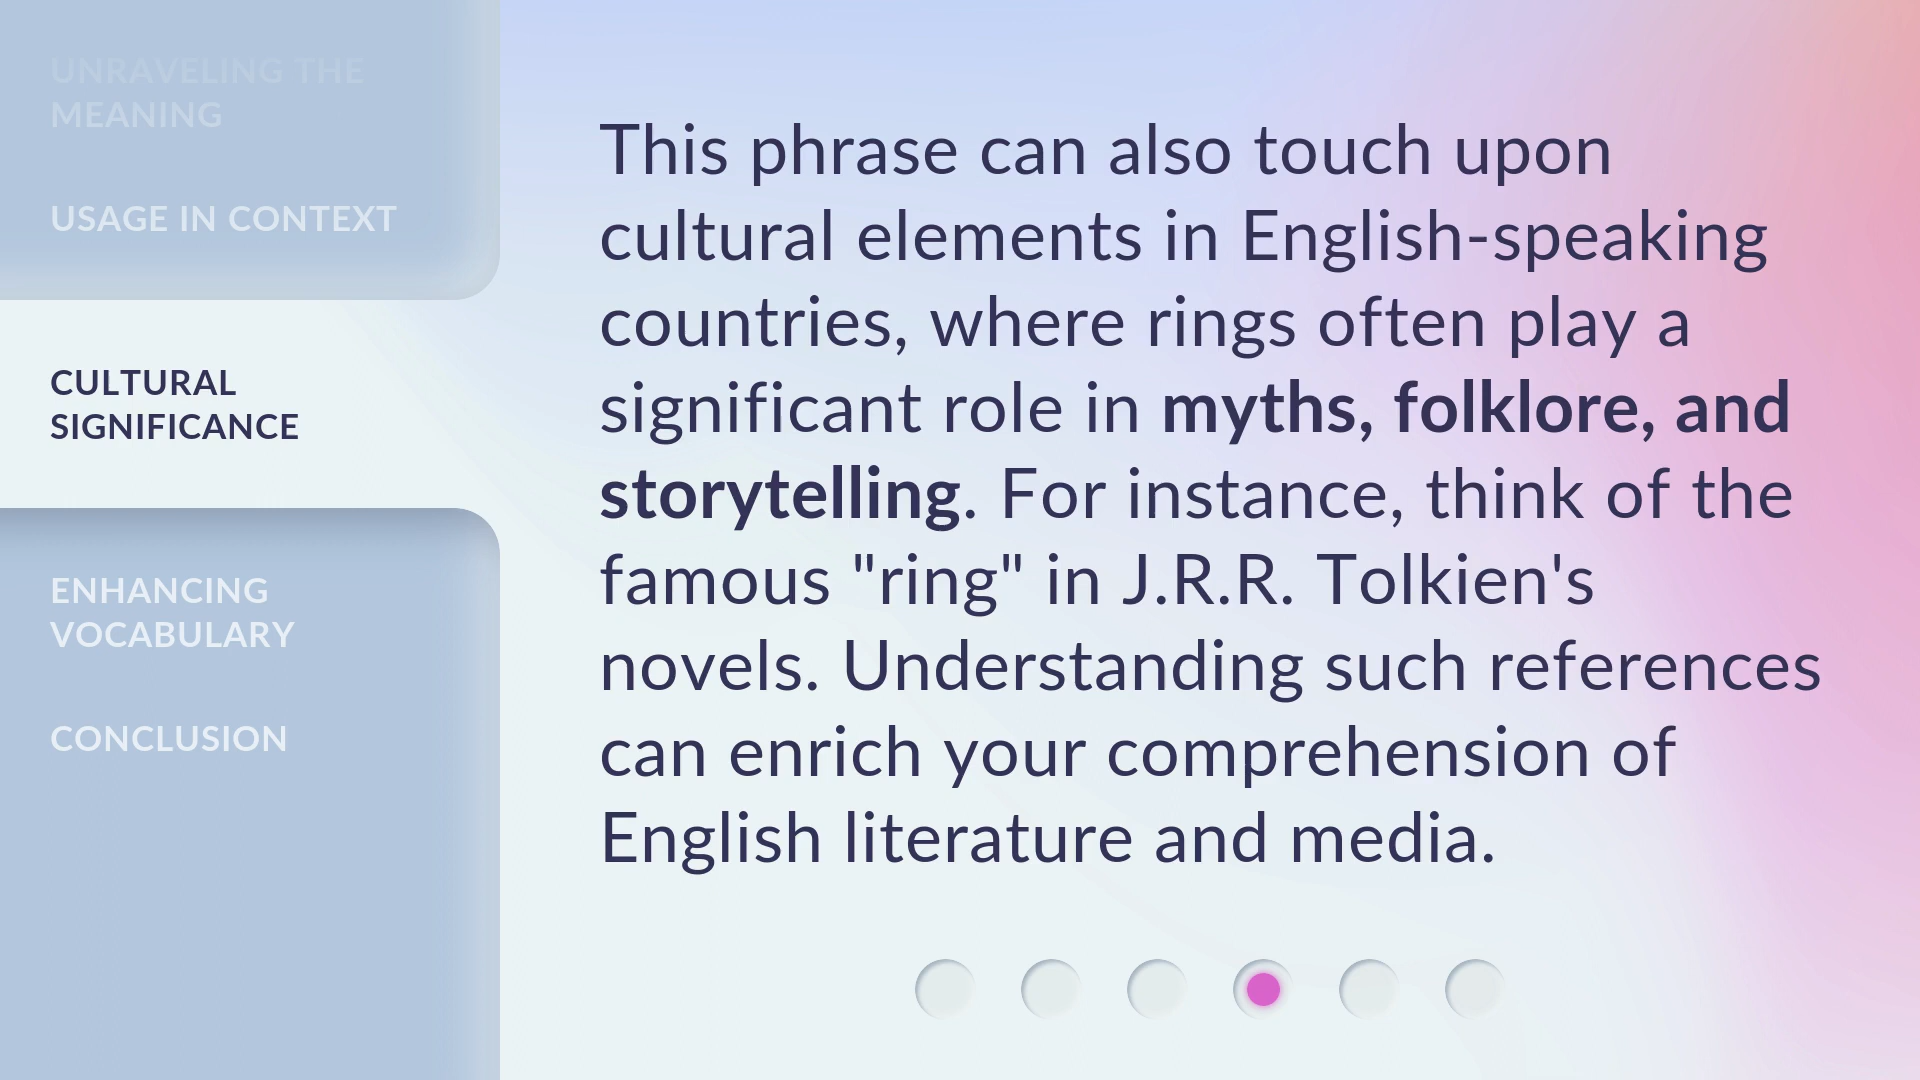 UNRAVELING THE
MEANING
USAGE IN CONTEXT
CULTURAL
SIGNIFICANCE
ENHANCING
VOCABULARY
CONCLUSION
This phrase can also touch upon
cultural elements in English-speaking
countries, where rings often play a
significant role in myths, folklore, and
storytelling. For instance, think of the
famous "ring" in J.R.R. Tolkien's
novels. Understanding such references
can enrich your comprehension of
English literature and media.